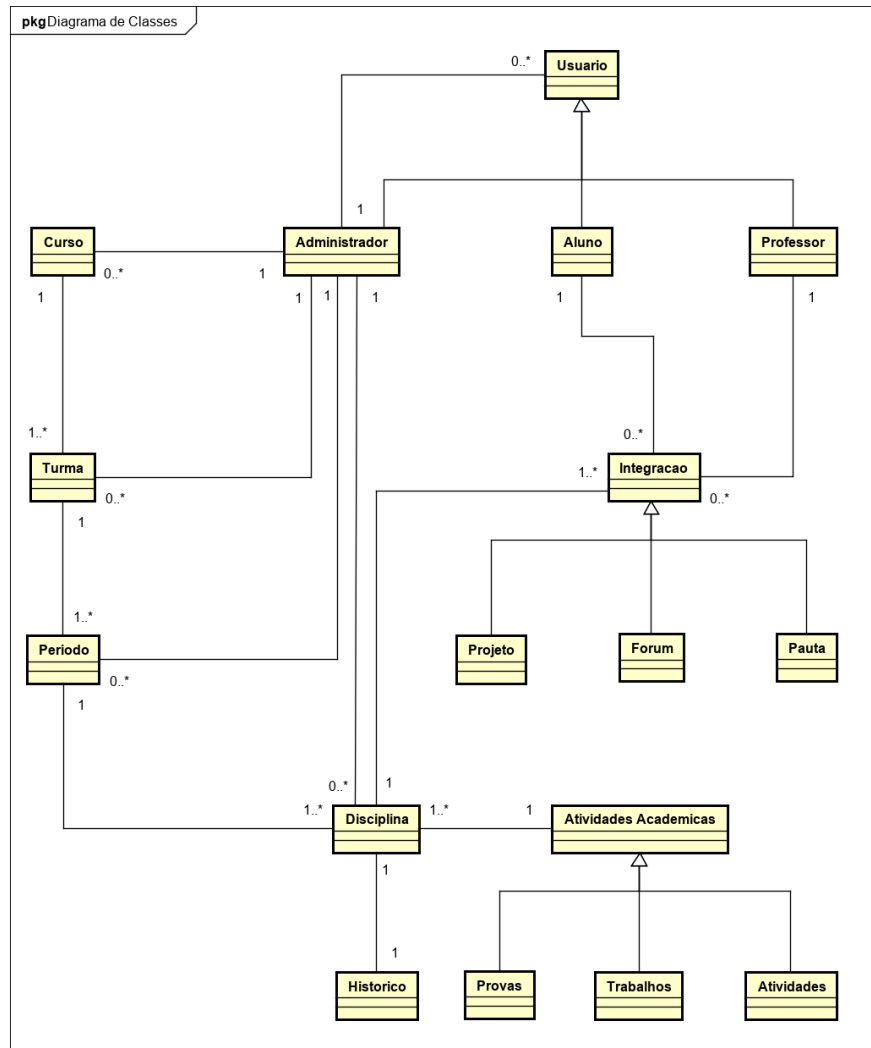 pkg Diagrama de Classes
0..*
Usuario
1
Curso
Administrador
Aluno
Professor
0..*
1
1
1
1
1
1
1
1..*
0..*
Turma
1..*
Integracao
0..*
0..*
1
1..*
Periodo
Projeto
Forum
Pauta
0..*
1
0..*
1
1..*
Disciplina
1..*
1
Atividades Academicas
1
1
Historico
Provas
Trabalhos
Atividades